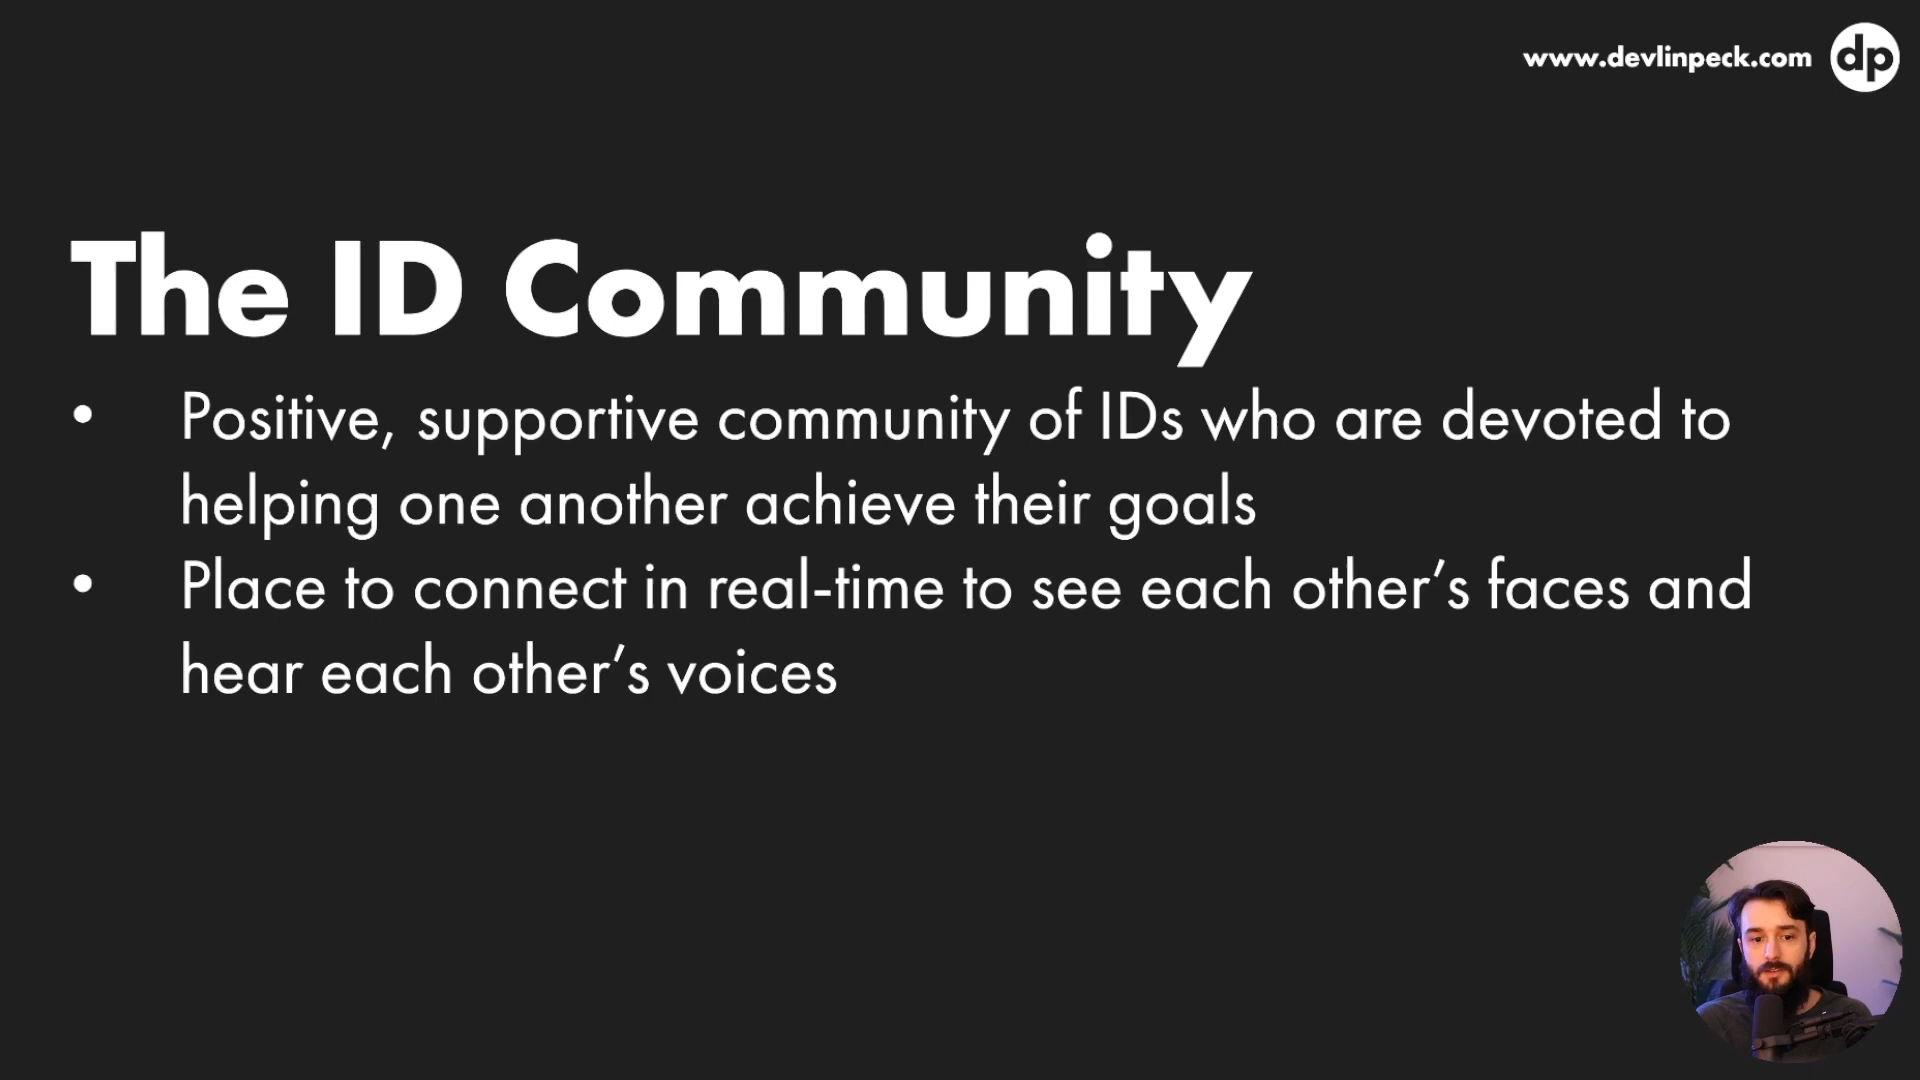 www.devlinpeck.com dp
The ID Community
• Positive, supportive community of IDs who are devoted to
helping one another achieve their goals
• Place to connect in real-time to see each other’s faces and
hear each other’s voices